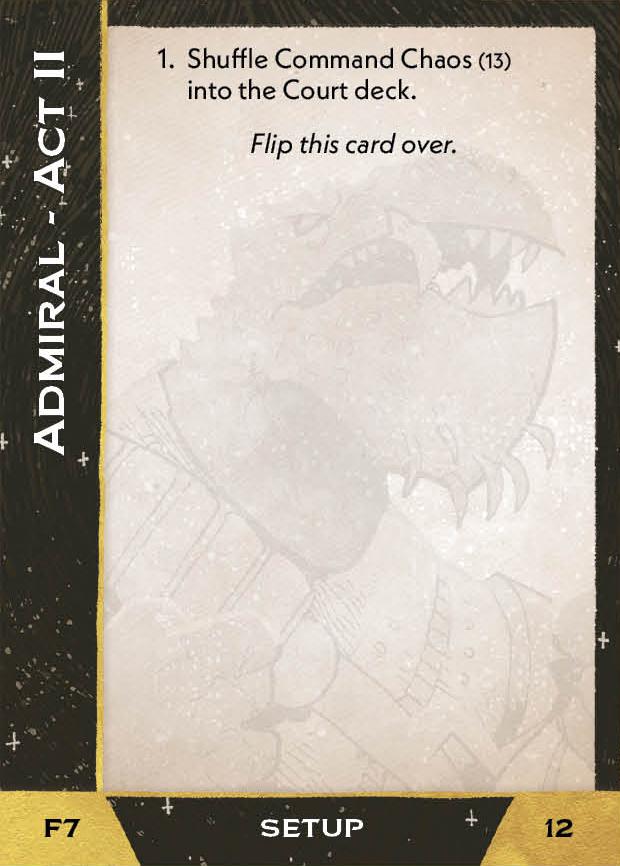 ADMIRAL - ACT II
1. Shuffle Command Chaos (13)
into the Court deck.
Flip this card over.
F7
SETUP
12